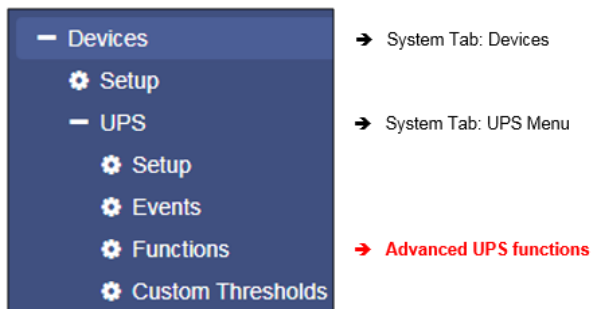 Devices → System Tab: Devices
Setup
UPS → System Tab: UPS Menu
Setup
Events
Functions → Advanced UPS functions
Custom Thresholds